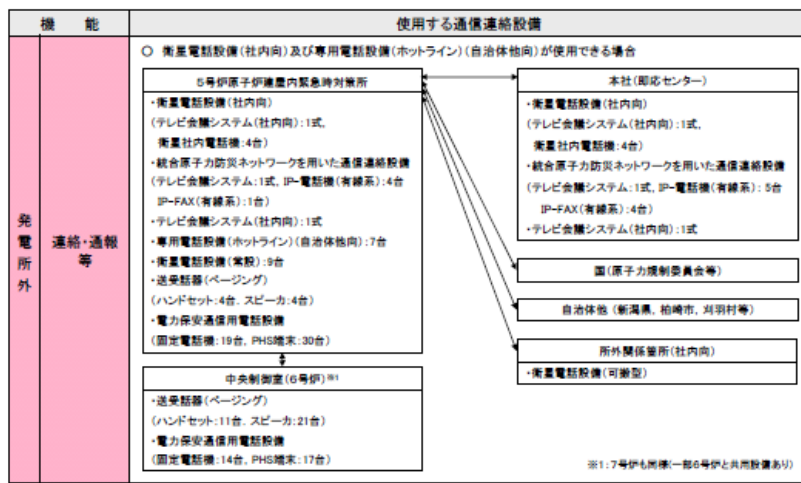 機　能
使用する通信連絡設備
発電所外
連絡・通報等
○ 衛星電話設備(社内向)及び専用電話設備(ホットライン)(自治体他向)が使用できる場合
5号炉原子炉建屋内緊急時対策所
・衛星電話設備(社内向)
(テレビ会議システム(社内向):1式,
衛星社内電話機:4台)
・統合原子力防災ネットワークを用いた通信連絡設備
(テレビ会議システム:1式, IP-電話機(有線系):4台
IP-FAX(有線系):1台)
・テレビ会議システム(社内向):1式
・専用電話設備(ホットライン)(自治体他向):7台
・衛星電話設備(常設):9台
・送受話器(ページング)
(ハンドセット:4台. スピーカ:4台)
・電力保安通信用電話設備
(固定電話機:19台, PHS端末:30台)
中央制御室(6号炉)※1
・送受話器(ページング)
(ハンドセット:11台. スピーカ:21台)
・電力保安通信用電話設備
(固定電話機:14台, PHS端末:17台)
本社(即応センター)
・衛星電話設備(社内向)
(テレビ会議システム(社内向):1式,
衛星社内電話機:4台)
・統合原子力防災ネットワークを用いた通信連絡設備
(テレビ会議システム:1式, IP-電話機(有線系):5台
IP-FAX(有線系):4台)
・テレビ会議システム(社内向):1式
国(原子力規制委員会等)
自治体他 (新潟県, 柏崎市, 刈羽村等)
所外関係箇所(社内向)
・衛星電話設備(可搬型)
※1:7号炉も同様(一部6号炉と共用設備あり)